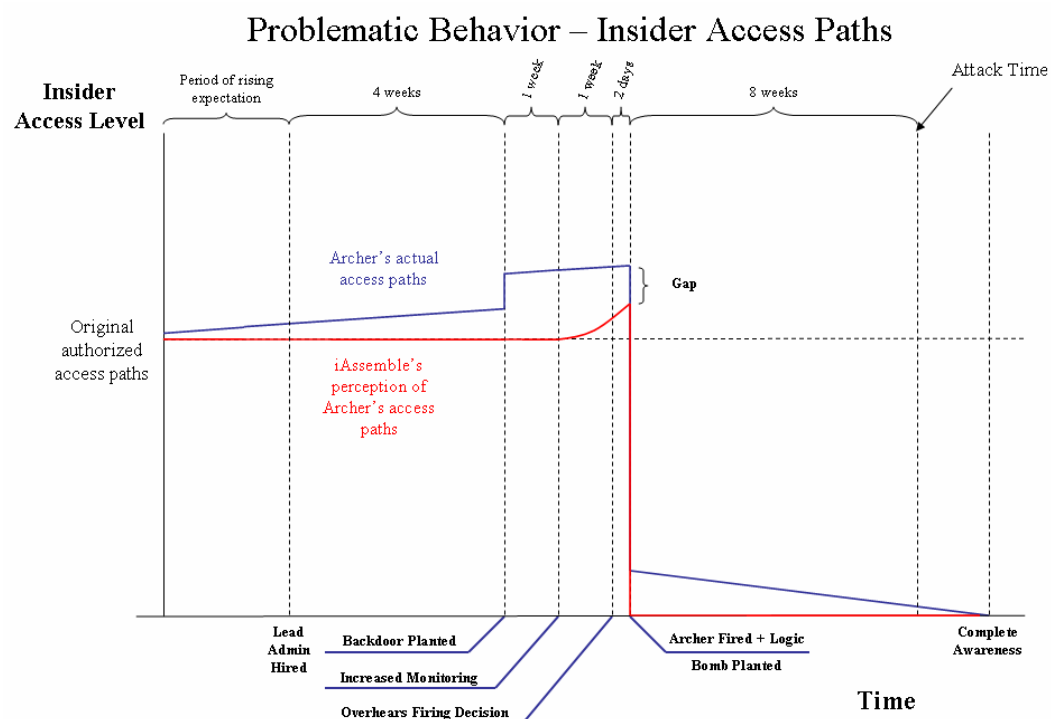 Problematic Behavior – Insider Access Paths
Insider
Access Level
Period of rising
expectation
4 weeks
1 week
1 week
2 days
8 weeks
Attack Time
Archer's actual
access paths
Gap
Original
authorized
access paths
iAssemble's
perception of
Archer's access
paths
Lead
Admin
Hired
Backdoor Planted
Increased Monitoring
Overhears Firing Decision
Archer Fired + Logic
Bomb Planted
Complete
Awareness
Time